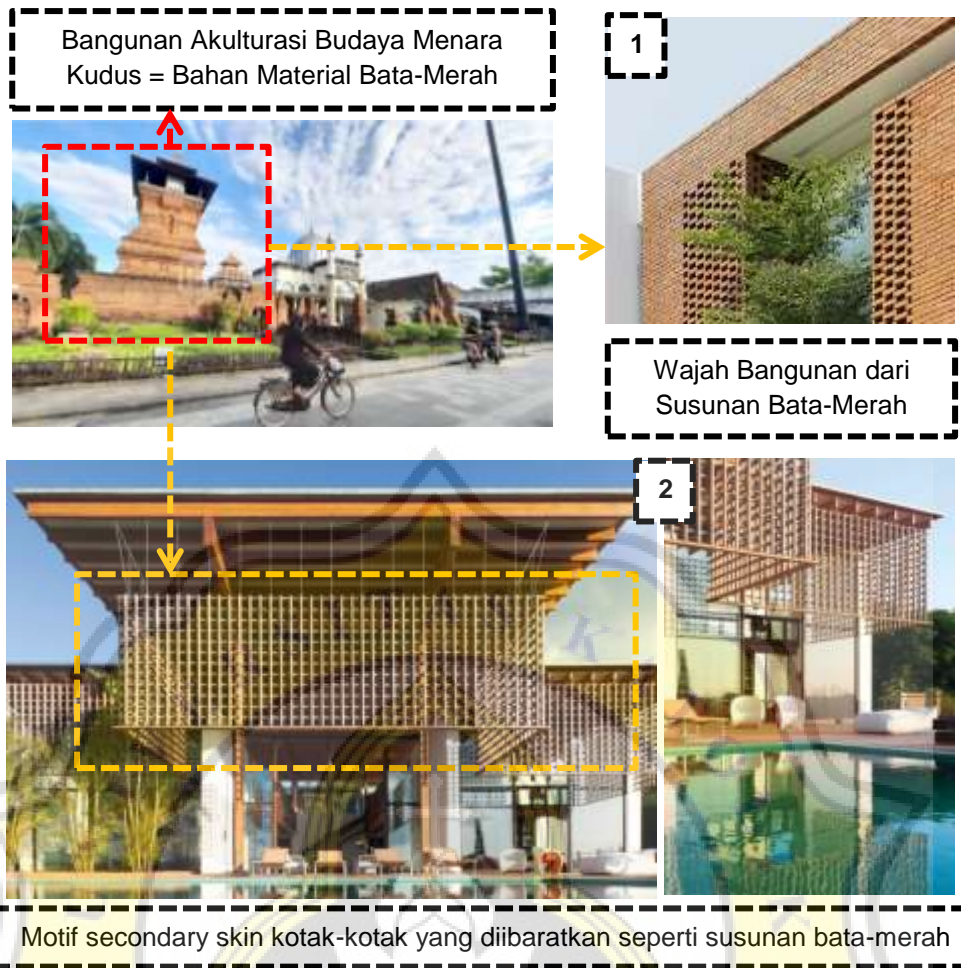 Bangunan Akulturasi Budaya Menara
Kudus = Bahan Material Bata-Merah
1
Wajah Bangunan dari
Susunan Bata-Merah
2
Motif secondary skin kotak-kotak yang diibaratkan seperti susunan bata-merah